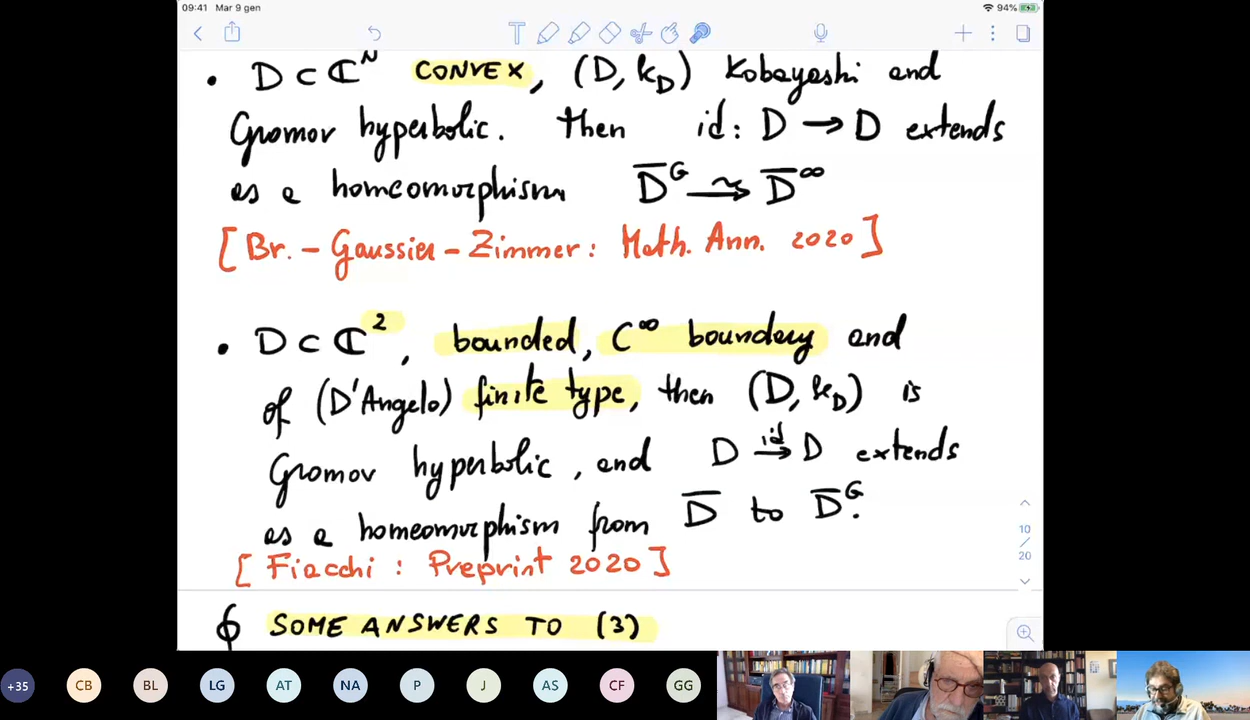 09:41 Mar 9 gen
94%
• D ⊂ ℂᴺ CONVEX, (D, k_D) Kobayashi and
Gromov hyperbolic. Then id: D → D extends
as a homeomorphism D̅ᴳ ⥲ D̅^∞
[Br. - Gaussier - Zimmer: Math. Ann. 2020]
• D ⊂ ℂ², bounded, C^∞ boundary and
of (D'Angelo) finite type, then (D, k_D) is
Gromov hyperbolic, and D →^id D extends
as a homeomorphism from D̅ to D̅ᴳ.
[Fiacchi: Preprint 2020]
10
/
20
§ SOME ANSWERS TO (3)
+35 CB BL LG AT NA P J AS CF GG